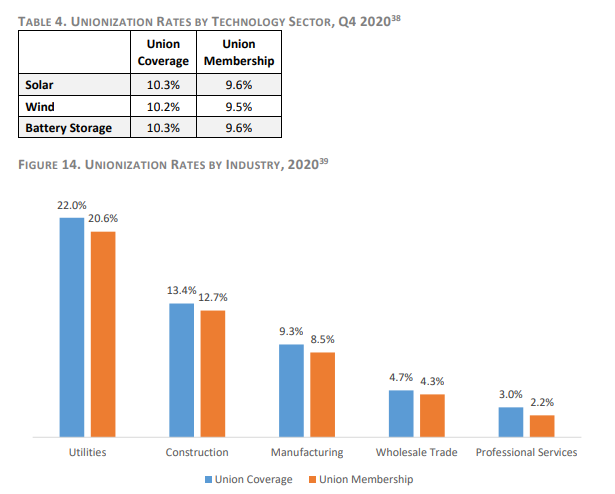 TABLE 4. UNIONIZATION RATES BY TECHNOLOGY SECTOR, Q4 2020³⁸
Union Coverage Union Membership
Solar 10.3% 9.6%
Wind 10.2% 9.5%
Battery Storage 10.3% 9.6%
FIGURE 14. UNIONIZATION RATES BY INDUSTRY, 2020³⁹
22.0% 20.6%
13.4% 12.7%
9.3% 8.5%
4.7% 4.3%
3.0% 2.2%
Utilities Construction Manufacturing Wholesale Trade Professional Services
Union Coverage Union Membership